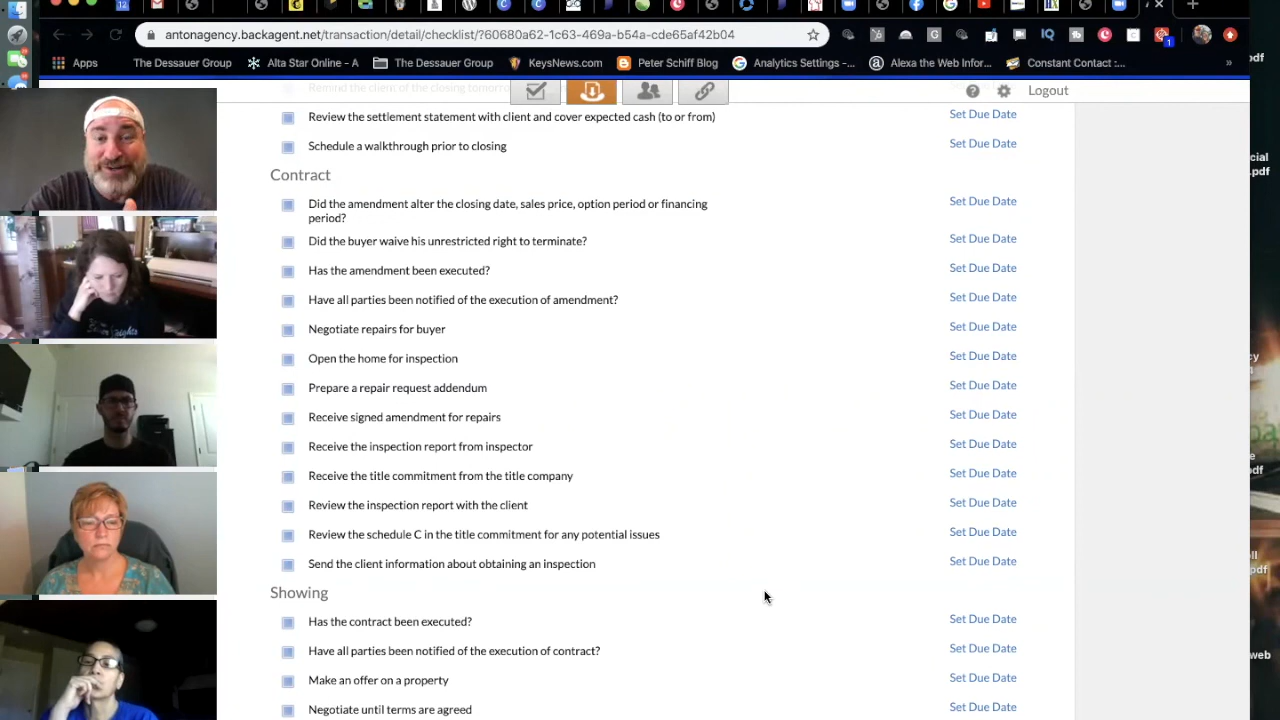 antonagency.backagent.net/transaction/detail/checklist/?60680a62-1c63-469a-b54a-cde65af42b04
Apps The Dessauer Group Alta Star Online - A... The Dessauer Group KeysNews.com Peter Schiff Blog Analytics Settings -... Alexa the Web Infor... Constant Contact :... »
Remind the client of the closing tomorro
Logout
Review the settlement statement with client and cover expected cash (to or from) Set Due Date
Schedule a walkthrough prior to closing Set Due Date
Contract
Did the amendment alter the closing date, sales price, option period or financing Set Due Date
period?
Did the buyer waive his unrestricted right to terminate? Set Due Date
Has the amendment been executed? Set Due Date
Have all parties been notified of the execution of amendment? Set Due Date
Negotiate repairs for buyer Set Due Date
Open the home for inspection Set Due Date
Prepare a repair request addendum Set Due Date
Receive signed amendment for repairs Set Due Date
Receive the inspection report from inspector Set Due Date
Receive the title commitment from the title company Set Due Date
Review the inspection report with the client Set Due Date
Review the schedule C in the title commitment for any potential issues Set Due Date
Send the client information about obtaining an inspection Set Due Date
Showing
Has the contract been executed? Set Due Date
Have all parties been notified of the execution of contract? Set Due Date
Make an offer on a property Set Due Date
Negotiate until terms are agreed Set Due Date